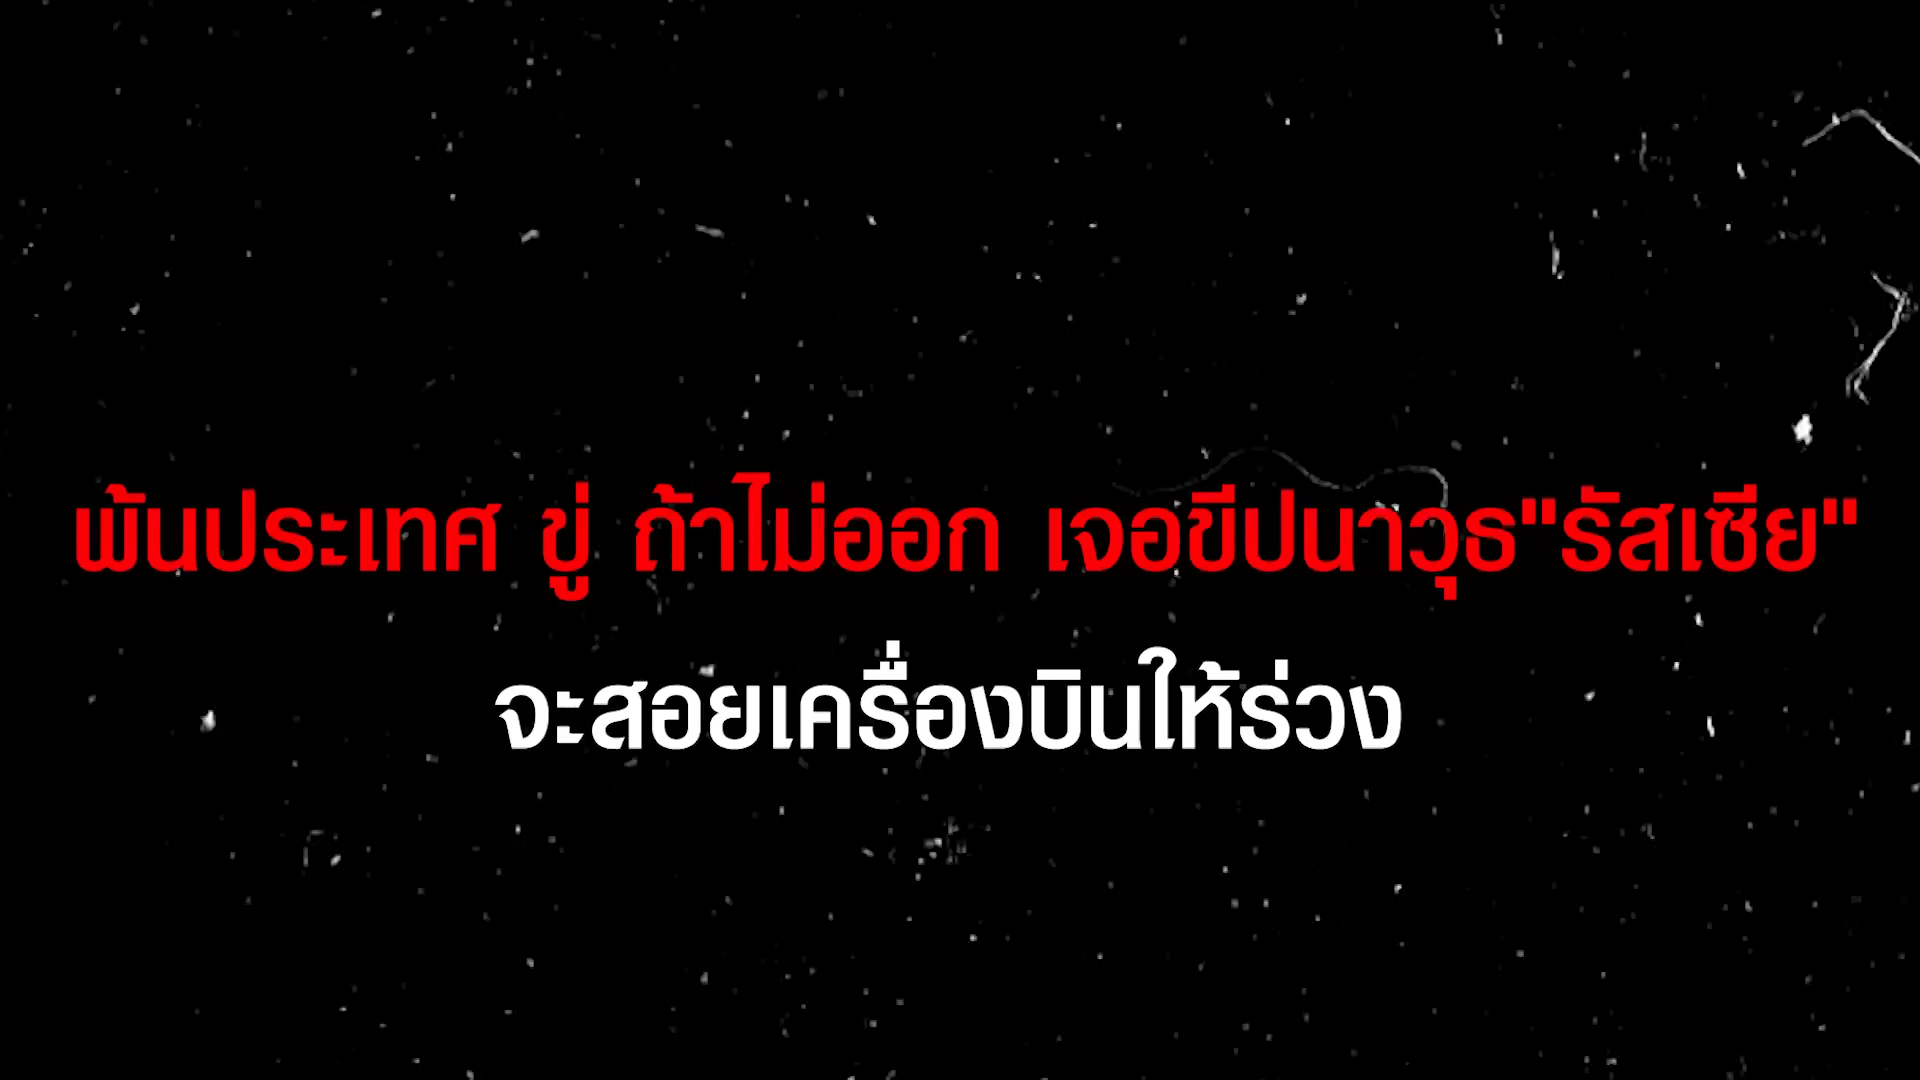 พ้นประเทศ ขู่ ถ้าไม่ออก เจอขีปนาวุธ"รัสเซีย"
จะสอยเครื่องบินให้ร่วง